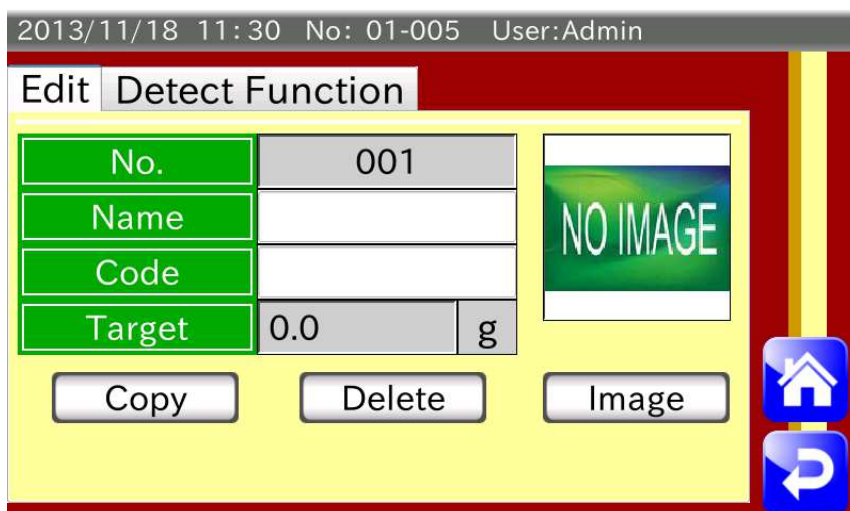 2013/11/18 11:30 No: 01-005 User:Admin
Edit Detect Function
No. 001
Name
Code
Target 0.0 g
NO IMAGE
Copy Delete Image